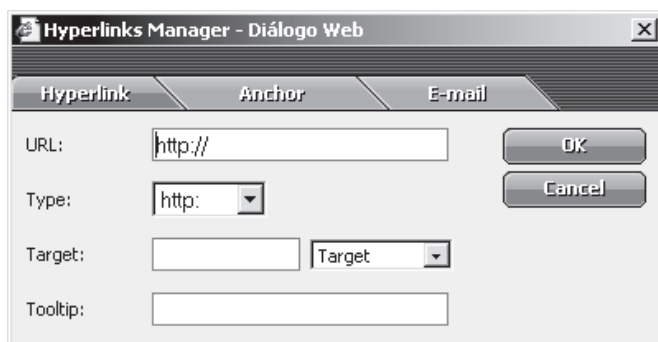 Hyperlinks Manager - Diálogo Web
Hyperlink Anchor E-mail
URL: http:// OK
Cancel
Type: http:
Target: Target
Tooltip: